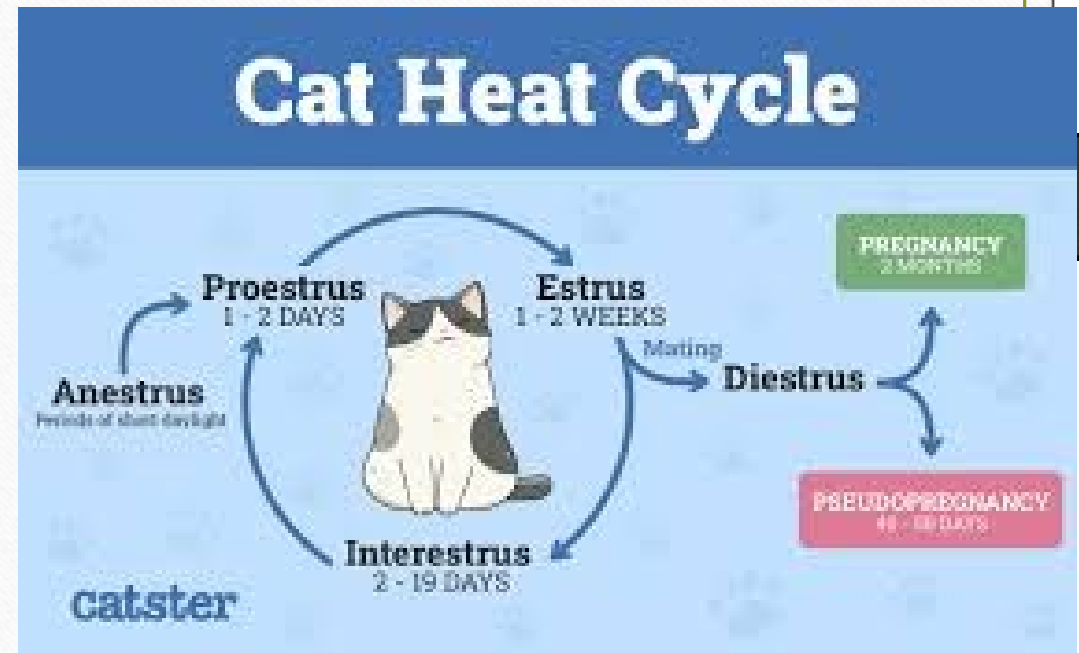 Cat Heat Cycle
PREGNANCY
2 MONTHS
Proestrus
1 - 2 DAYS
Estrus
1 - 2 WEEKS
Mating
Diestrus
Anestrus
Periods of short daylight
PSEUDOPREGNANCY
DAYS
Interestrus
2 - 19 DAYS
catster